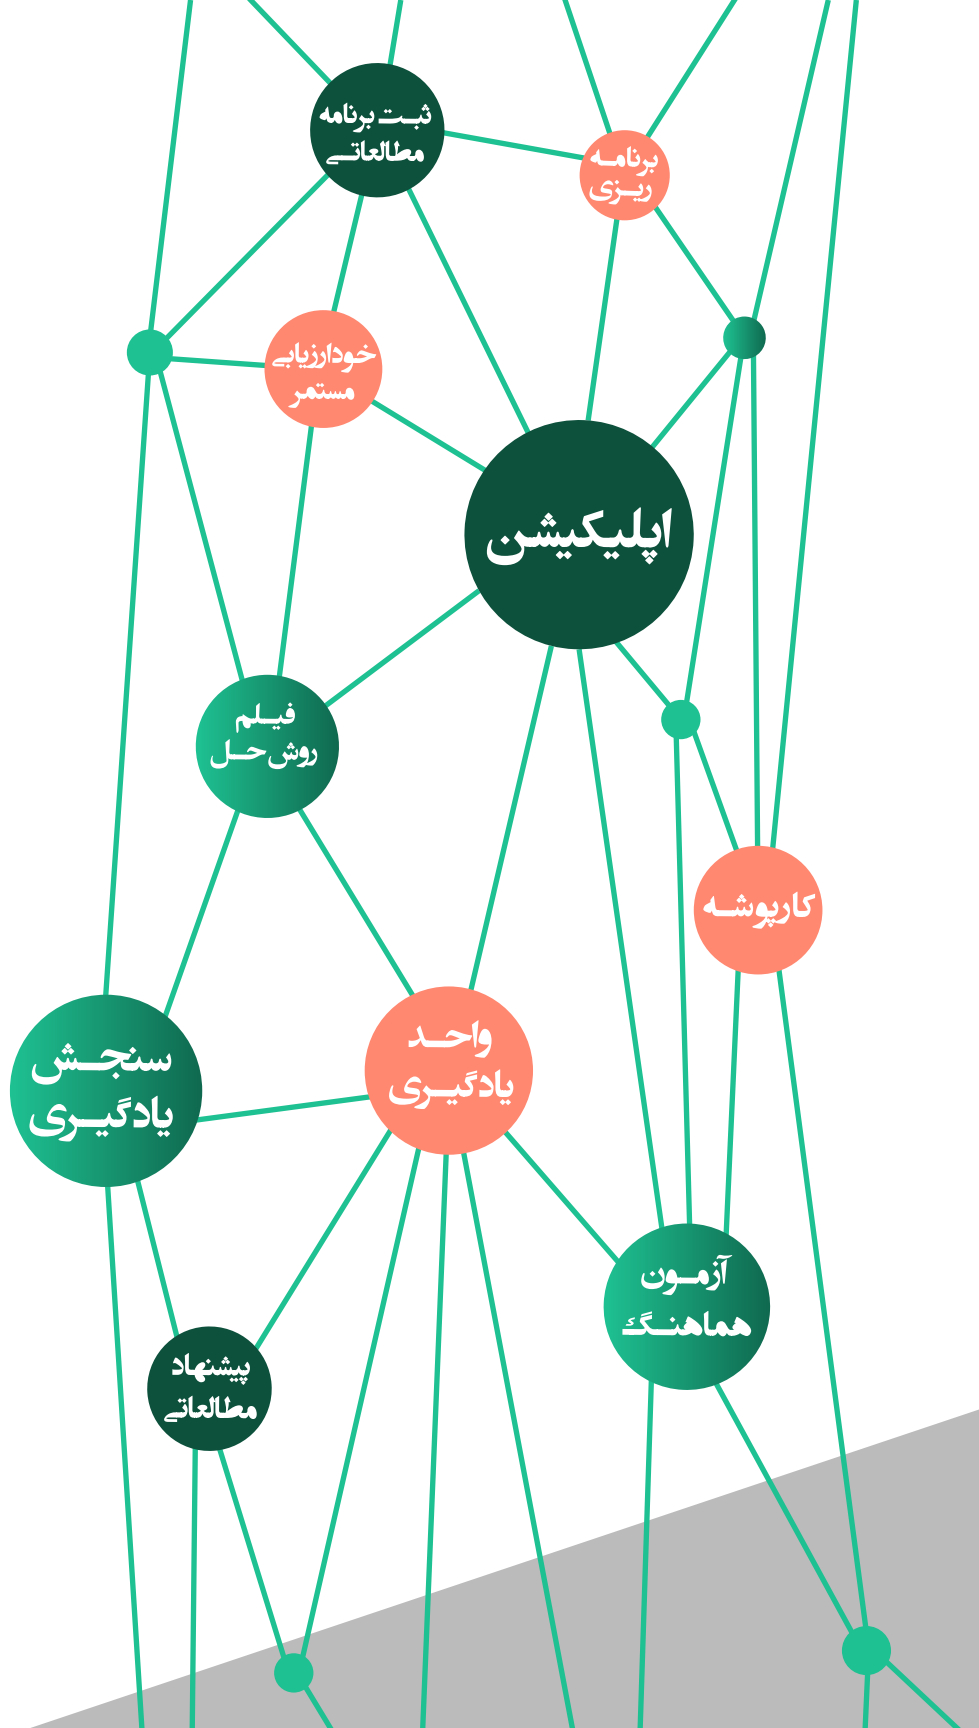 ثبت برنامه
مطالعاتی
برنامه
ریزی
خودارزیابی
مستمر
اپلیکیشن
فیلم
روش حل
کارپوشه
واحد
یادگیری
سنجش
یادگیری
آزمون
هماهنگ
پیشنهاد
مطالعاتی